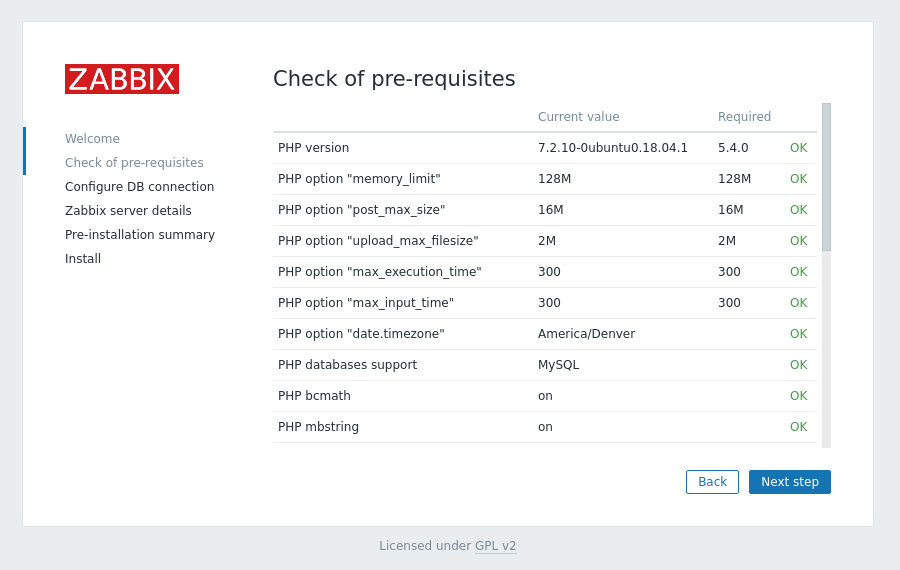 ZABBIX
Welcome
Check of pre-requisites
Configure DB connection
Zabbix server details
Pre-installation summary
Install
Check of pre-requisites
Current value Required
PHP version 7.2.10-0ubuntu0.18.04.1 5.4.0 OK
PHP option "memory_limit" 128M 128M OK
PHP option "post_max_size" 16M 16M OK
PHP option "upload_max_filesize" 2M 2M OK
PHP option "max_execution_time" 300 300 OK
PHP option "max_input_time" 300 300 OK
PHP option "date.timezone" America/Denver OK
PHP databases support MySQL OK
PHP bcmath on OK
PHP mbstring on OK
Back Next step
Licensed under GPL v2